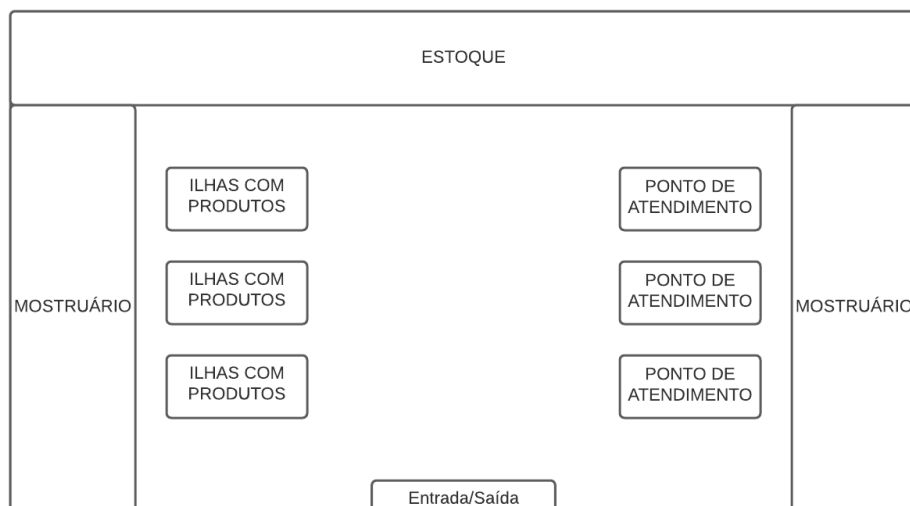 ESTOQUE
ILHAS COM
PRODUTOS
PONTO DE
ATENDIMENTO
ILHAS COM
PRODUTOS
PONTO DE
ATENDIMENTO
MOSTRUÁRIO
MOSTRUÁRIO
ILHAS COM
PRODUTOS
PONTO DE
ATENDIMENTO
Entrada/Saída